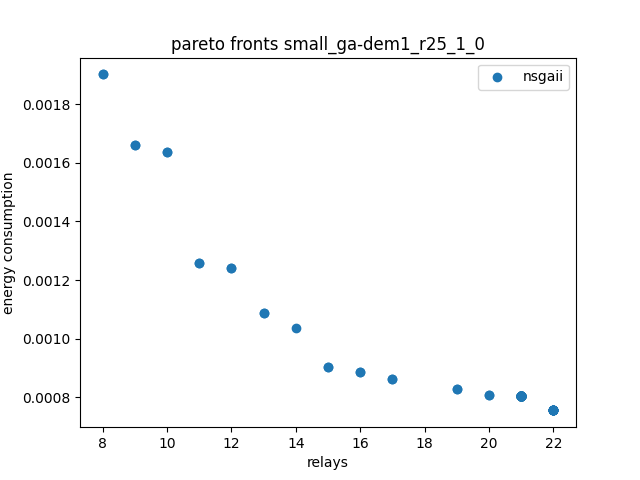 pareto fronts small_ga-dem1_r25_1_0
nsgaii
0.0018
0.0016
0.0014
0.0012
0.0010
0.0008
energy consumption
8 10 12 14 16 18 20 22
relays